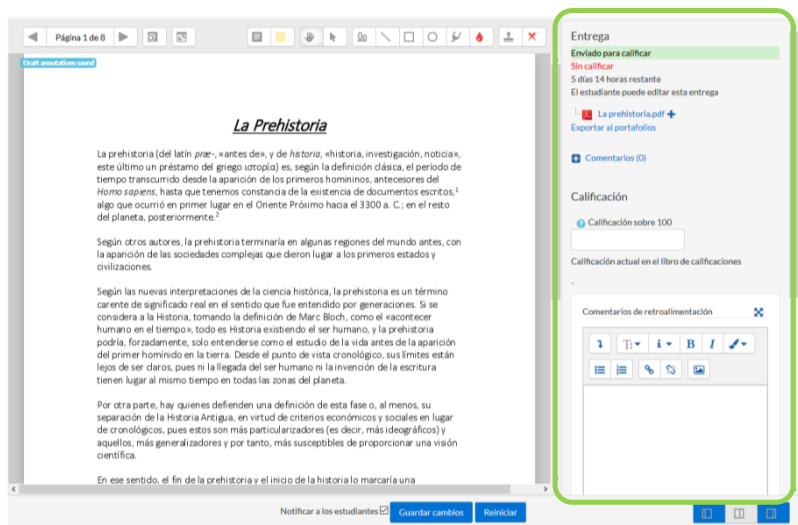 Página 1 de 8
Draft annotations saved
La Prehistoria
La prehistoria (del latín præ-, «antes de», y de historia, «historia, investigación, noticia»,
este último un préstamo del griego ιστορία) es, según la definición clásica, el período de
tiempo transcurrido desde la aparición de los primeros homininos, antecesores del
Homo sapiens, hasta que tenemos constancia de la existencia de documentos escritos,1
algo que ocurrió en primer lugar en el Oriente Próximo hacia el 3300 a. C.; en el resto
del planeta, posteriormente.2
Según otros autores, la prehistoria terminaría en algunas regiones del mundo antes, con
la aparición de las sociedades complejas que dieron lugar a los primeros estados y
civilizaciones.
Según las nuevas interpretaciones de la ciencia histórica, la prehistoria es un término
carente de significado real en el sentido que fue entendido por generaciones. Si se
considera a la Historia, tomando la definición de Marc Bloch, como el «acontecer
humano en el tiempo», todo es Historia existiendo el ser humano, y la prehistoria
podría, forzadamente, solo entenderse como el estudio de la vida antes de la aparición
del primer homínido en la tierra. Desde el punto de vista cronológico, sus límites están
lejos de ser claros, pues ni la llegada del ser humano ni la invención de la escritura
tienen lugar al mismo tiempo en todas las zonas del planeta.
Por otra parte, hay quienes defienden una definición de esta fase o, al menos, su
separación de la Historia Antigua, en virtud de criterios económicos y sociales en lugar
de cronológicos, pues estos son más particularizadores (es decir, más ideográficos) y
aquellos, más generalizadores y por tanto, más susceptibles de proporcionar una visión
científica.
En ese sentido, el fin de la prehistoria y el inicio de la historia lo marcaría una
Entrega
Enviado para calificar
Sin calificar
5 días 14 horas restante
El estudiante puede editar esta entrega
La prehistoria.pdf
Exportar al portafolios
Comentarios (0)
Calificación
Calificación sobre 100
Calificación actual en el libro de calificaciones
-
Comentarios de retroalimentación
B I
Notificar a los estudiantes
Guardar cambios
Reiniciar